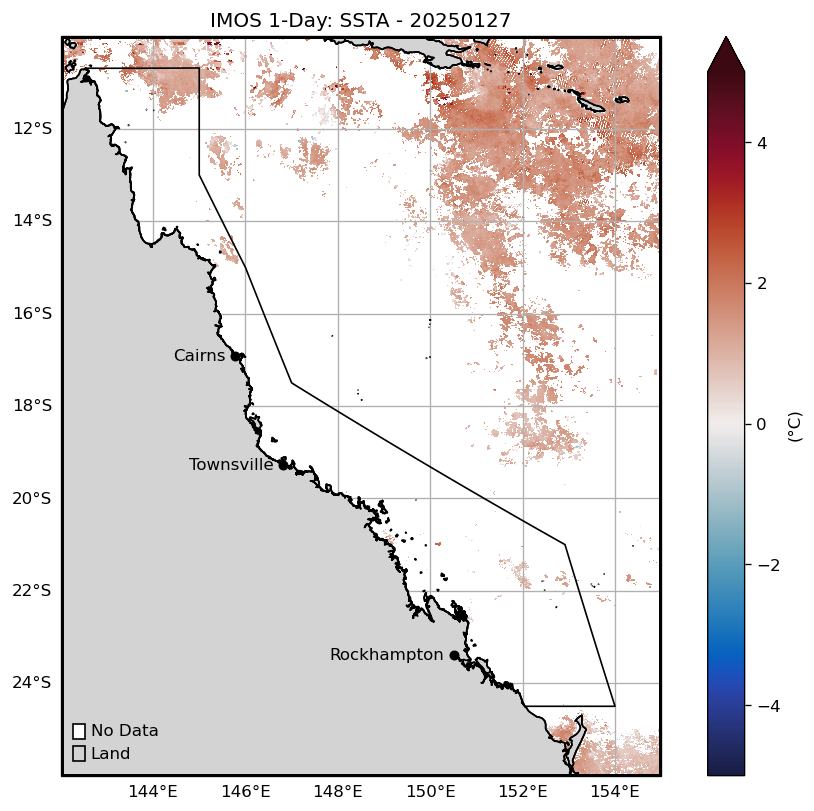 IMOS 1-Day: SSTA - 20250127
12°S
14°S
16°S
18°S
20°S
22°S
24°S
Cairns
Townsville
Rockhampton
No Data
Land
144°E
146°E
148°E
150°E
152°E
154°E
4
2
0
−2
−4
(°C)